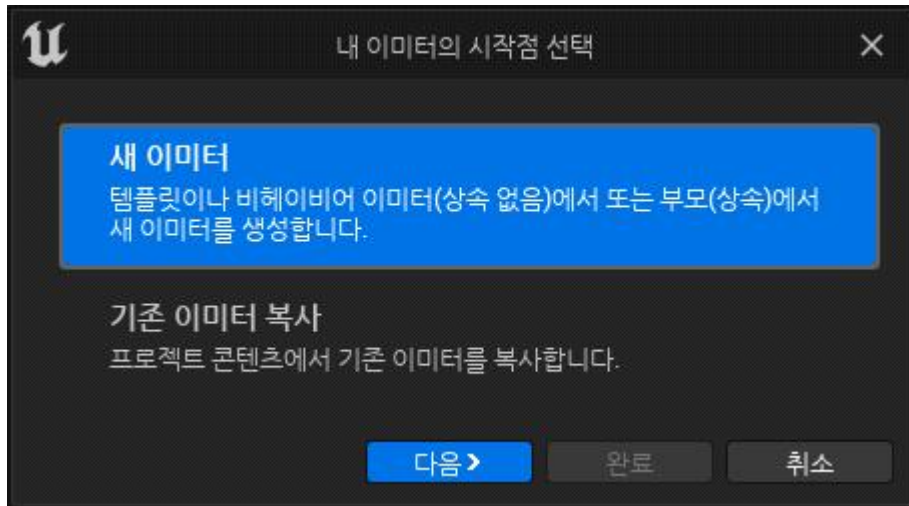 내 이미터의 시작점 선택
새 이미터
템플릿이나 비헤이비어 이미터(상속 없음)에서 또는 부모(상속)에서
새 이미터를 생성합니다.
기존 이미터 복사
프로젝트 콘텐츠에서 기존 이미터를 복사합니다.
다음 완료 취소